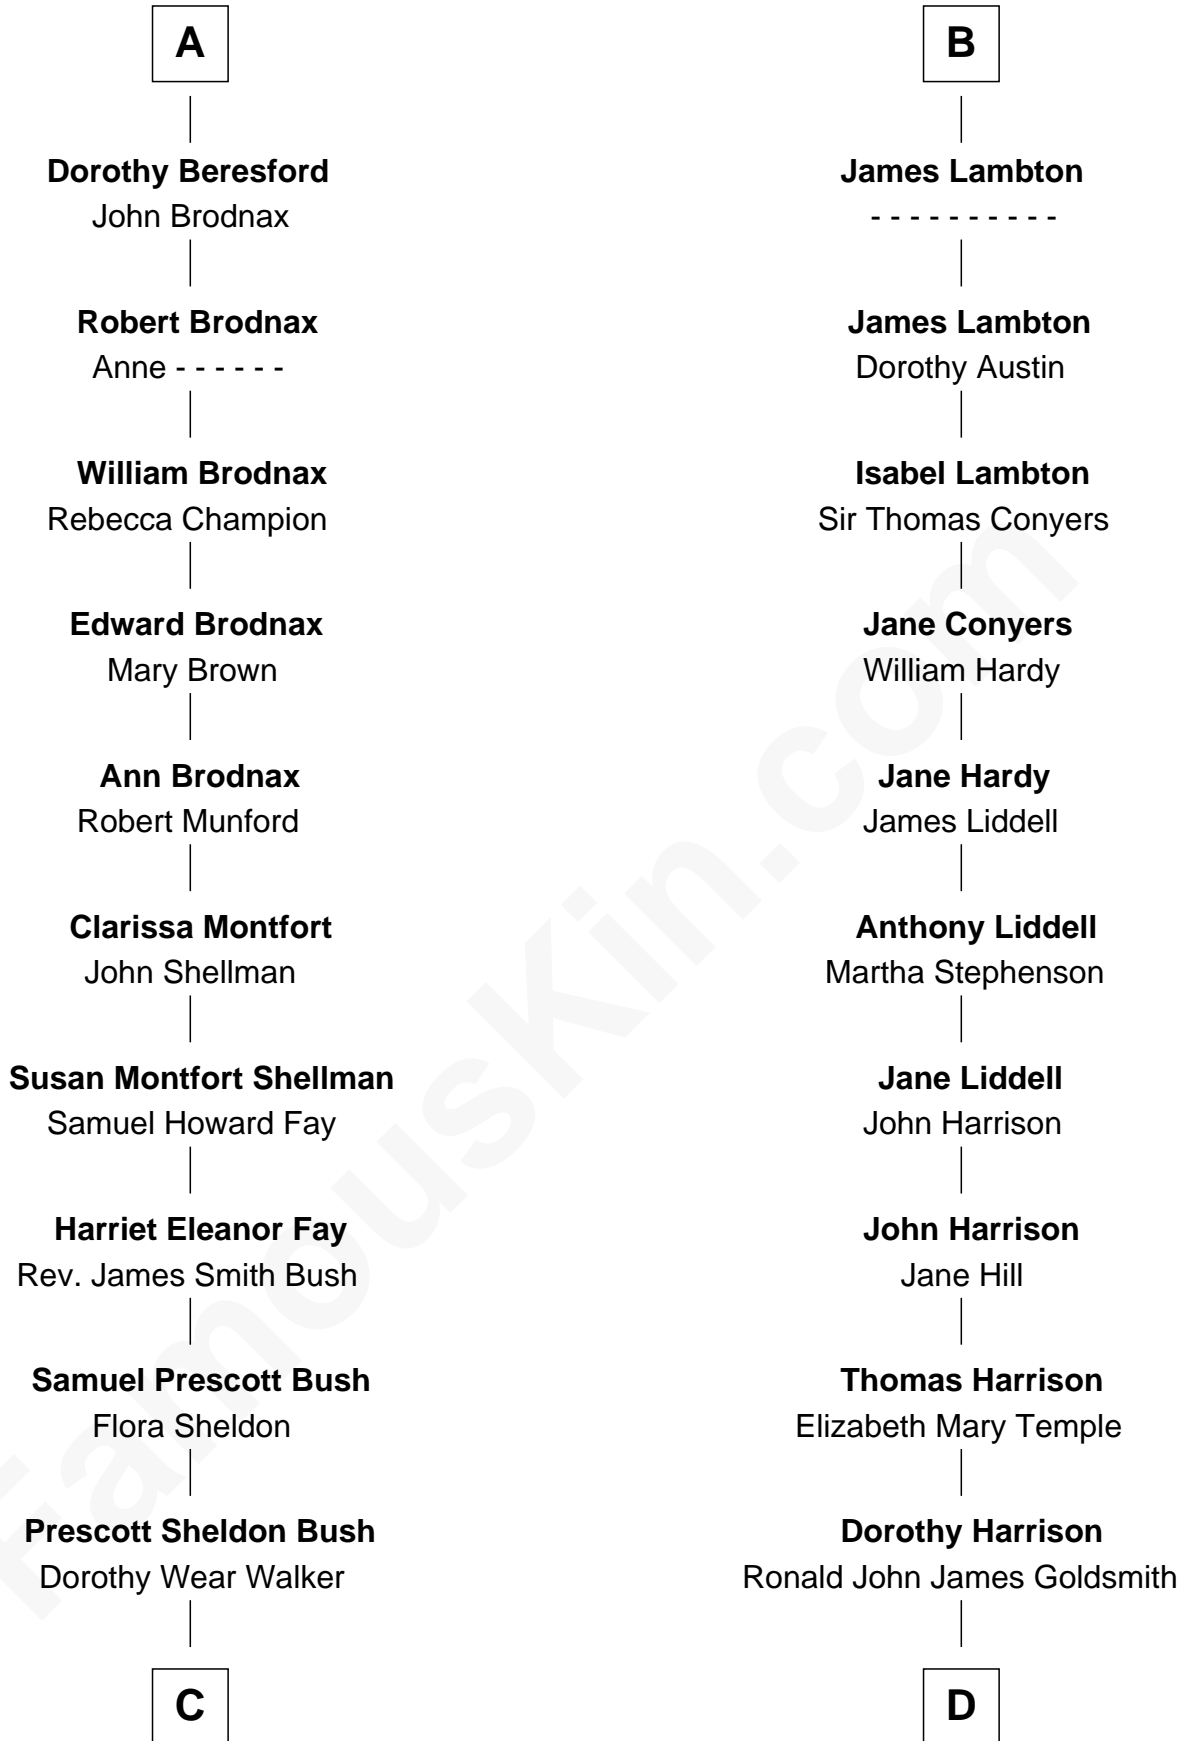 A
Dorothy Beresford
John Brodnax
Robert Brodnax
Anne - - - - - -
William Brodnax
Rebecca Champion
Edward Brodnax
Mary Brown
Ann Brodnax
Robert Munford
Clarissa Montfort
John Shellman
Susan Montfort Shellman
Samuel Howard Fay
Harriet Eleanor Fay
Rev. James Smith Bush
Samuel Prescott Bush
Flora Sheldon
Prescott Sheldon Bush
Dorothy Wear Walker
C
B
James Lambton
- - - - - - - - - -
James Lambton
Dorothy Austin
Isabel Lambton
Sir Thomas Conyers
Jane Conyers
William Hardy
Jane Hardy
James Liddell
Anthony Liddell
Martha Stephenson
Jane Liddell
John Harrison
John Harrison
Jane Hill
Thomas Harrison
Elizabeth Mary Temple
Dorothy Harrison
Ronald John James Goldsmith
D
FamousKin.com